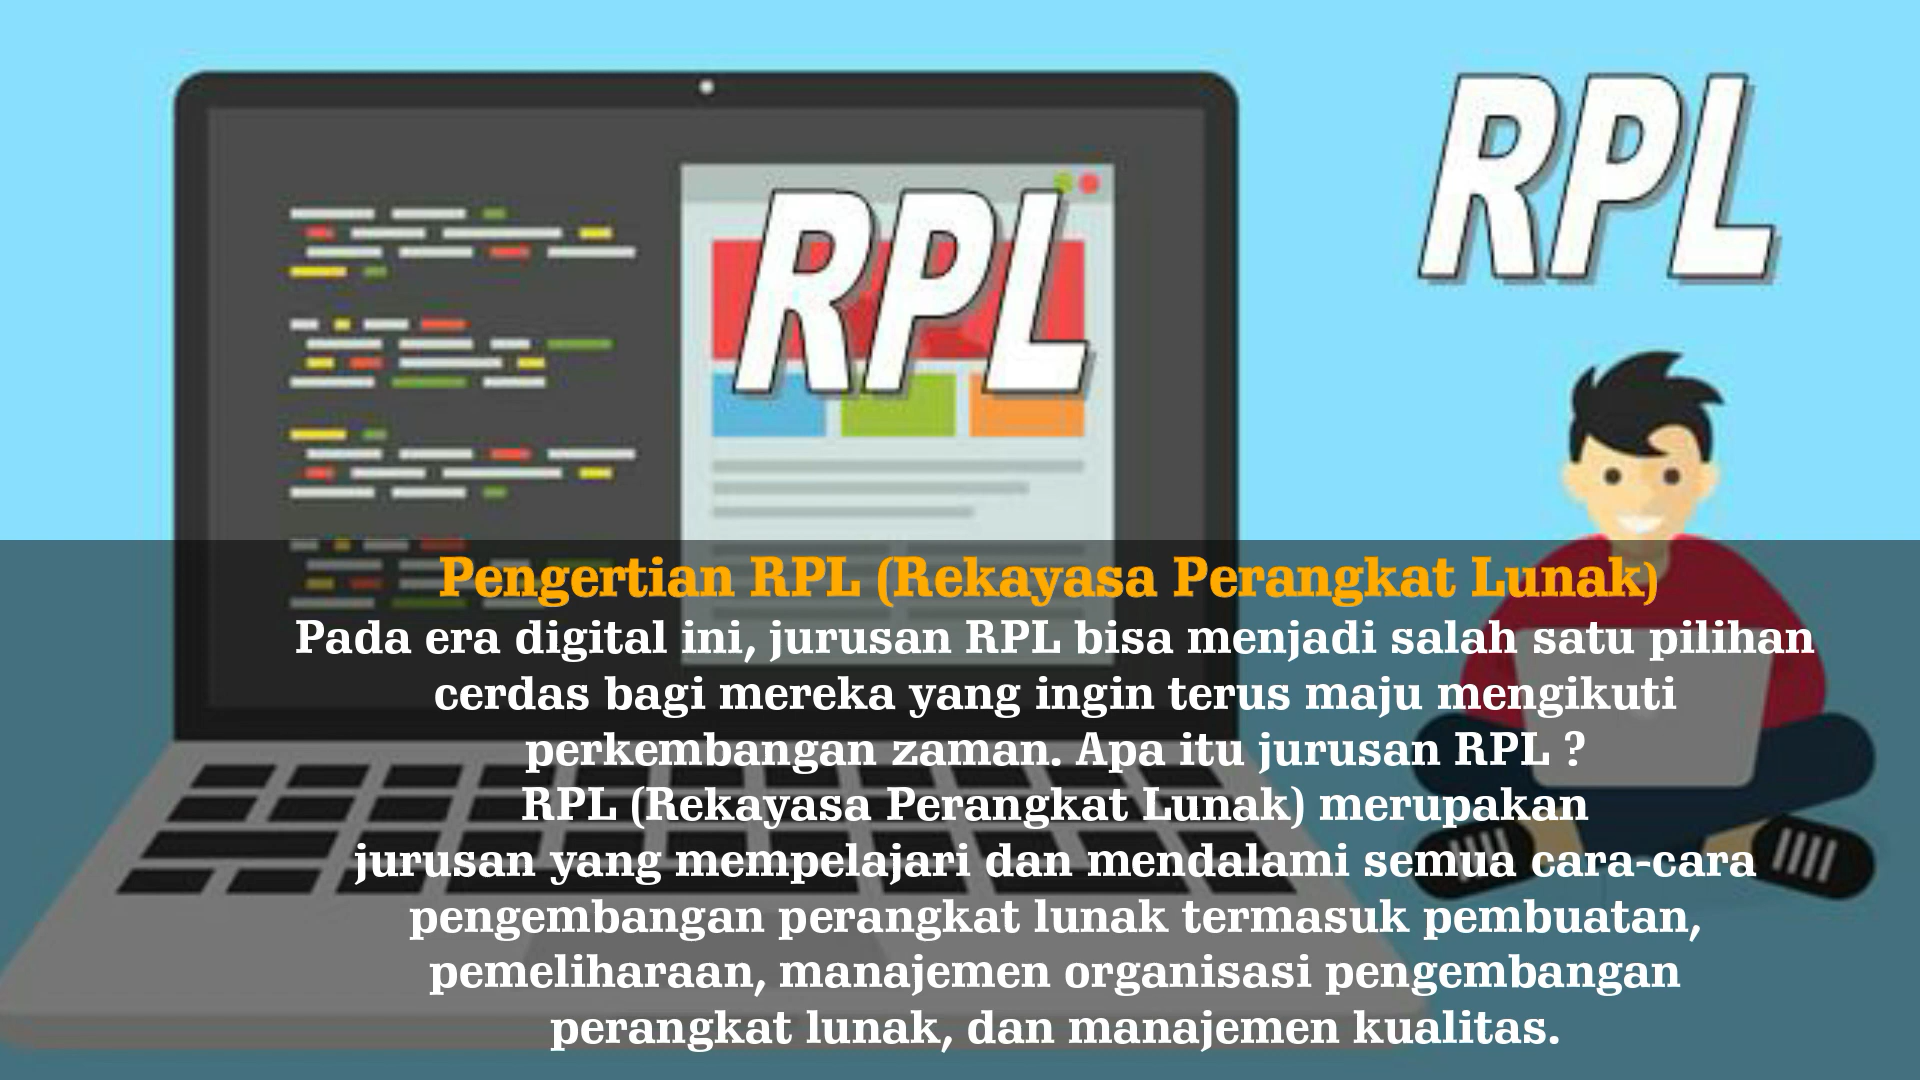 RPL
RPL
Pengertian RPL (Rekayasa Perangkat Lunak)
Pada era digital ini, jurusan RPL bisa menjadi salah satu pilihan
cerdas bagi mereka yang ingin terus maju mengikuti
perkembangan zaman. Apa itu jurusan RPL ?
RPL (Rekayasa Perangkat Lunak) merupakan
jurusan yang mempelajari dan mendalami semua cara-cara
pengembangan perangkat lunak termasuk pembuatan,
pemeliharaan, manajemen organisasi pengembangan
perangkat lunak, dan manajemen kualitas.